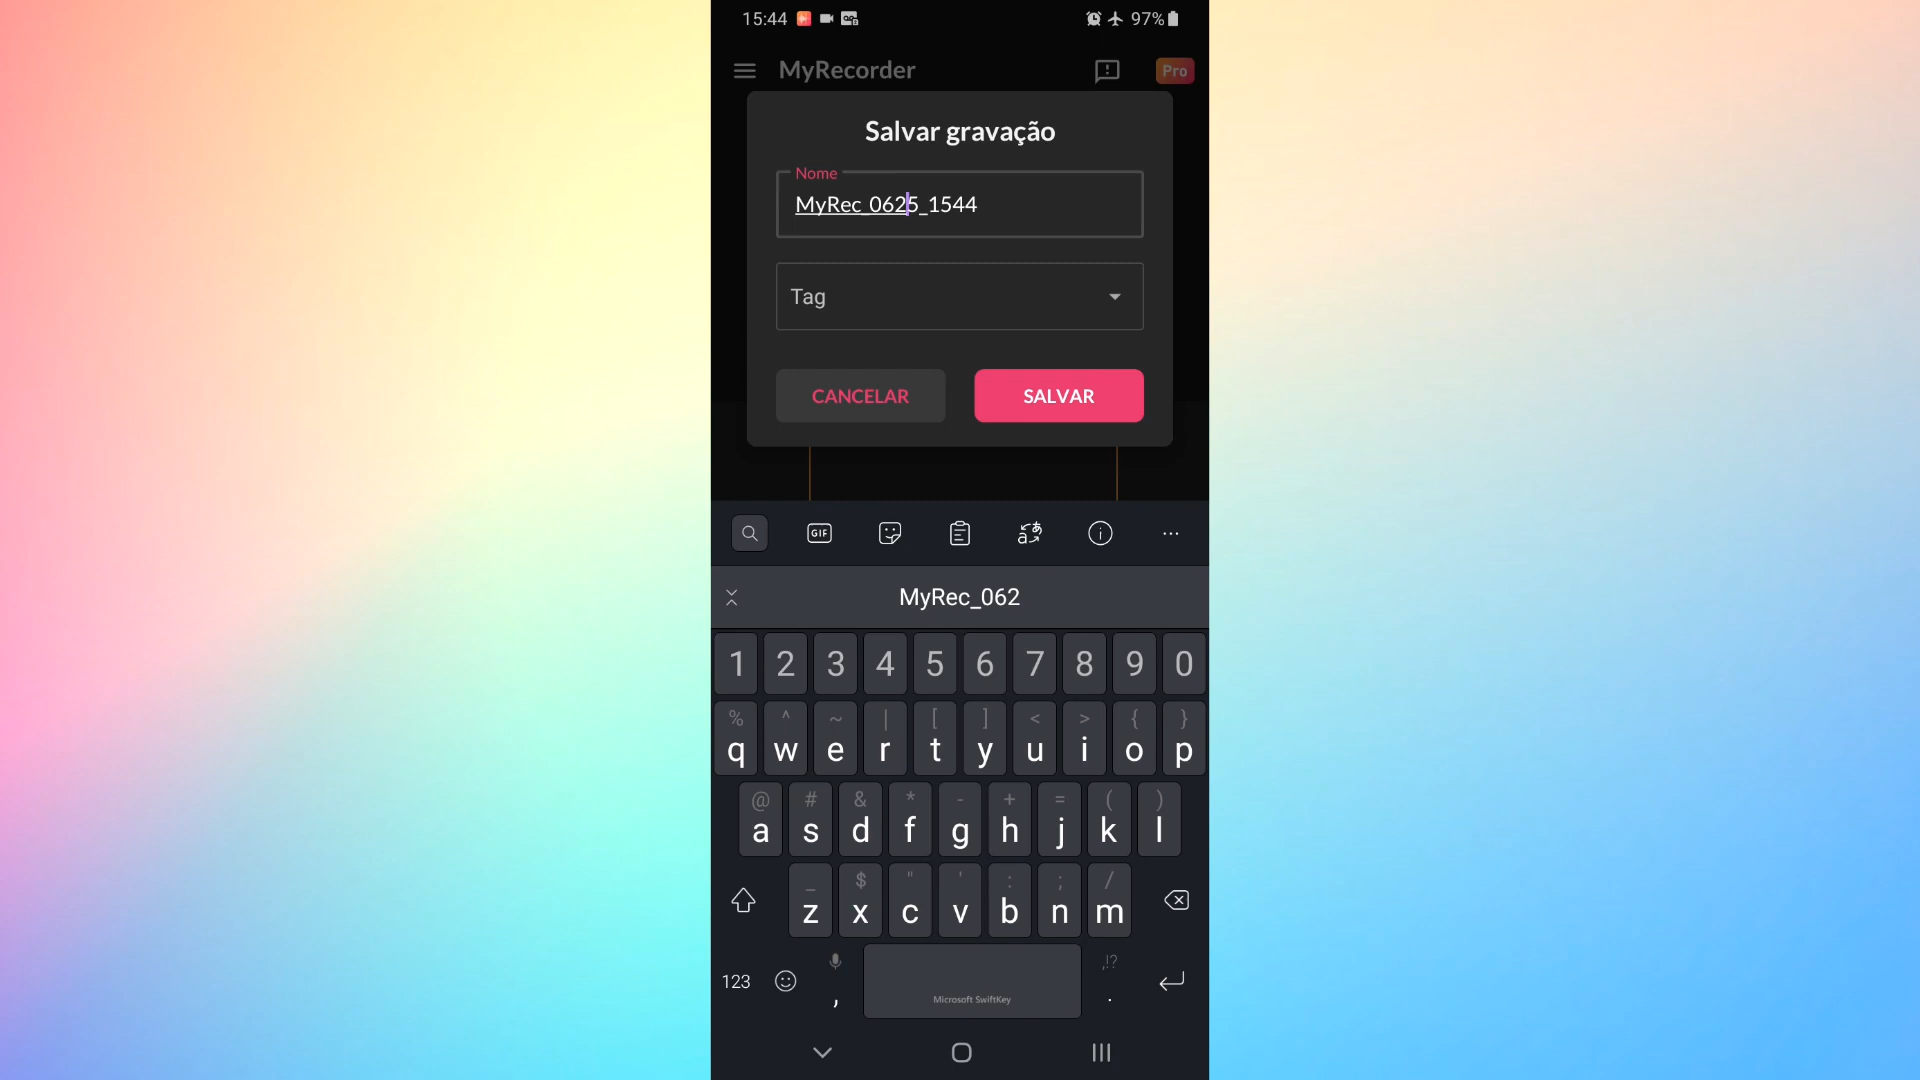 15:44 97%
MyRecorder Pro
Salvar gravação
Nome
MyRec_0625_1544
Tag
CANCELAR SALVAR
GIF
MyRec_062
1 2 3 4 5 6 7 8 9 0
% ^ ~ | [ ] < > { }
q w e r t y u i o p
@ # & * - + = ( )
a s d f g h j k l
_ $ " ' : ; /
z x c v b n m
,!?
123 , Microsoft SwiftKey .